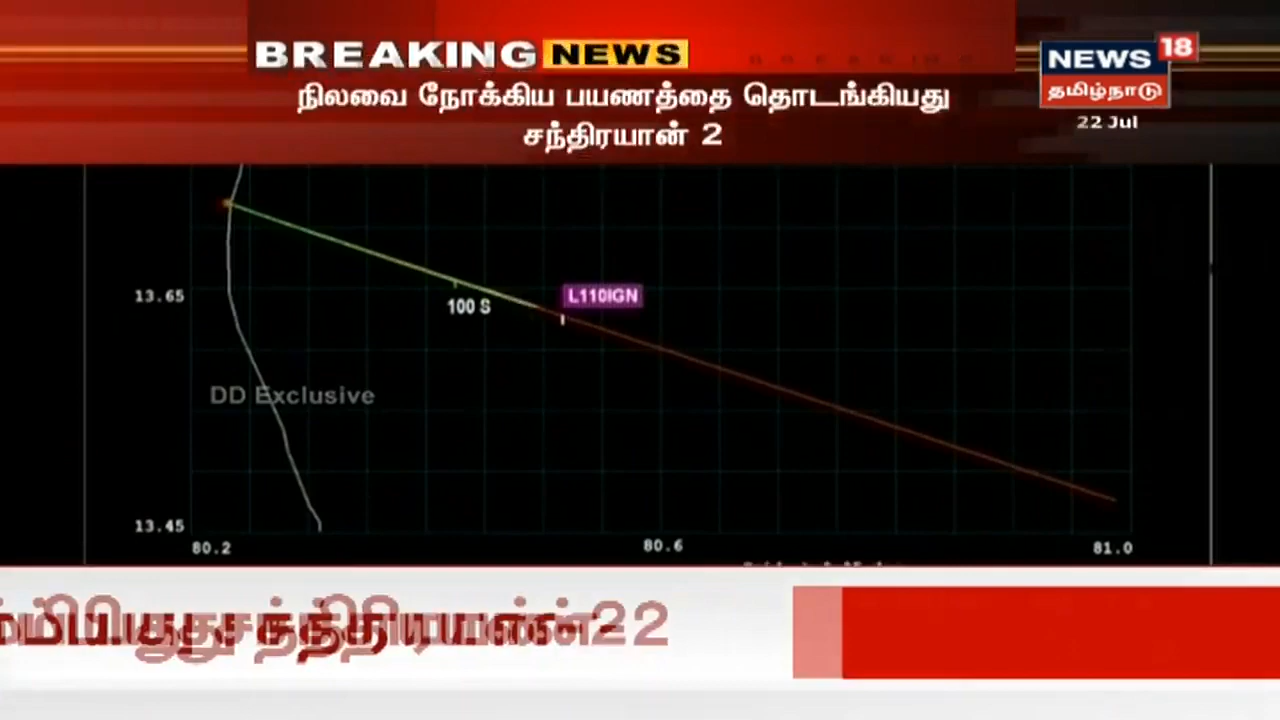 BREAKING NEWS
நிலவை நோக்கிய பயணத்தை தொடங்கியது
சந்திரயான் 2
NEWS 18
தமிழ்நாடு
22 Jul
L110IGN
13.65
100 S
DD Exclusive
13.45
80.2
80.6
81.0